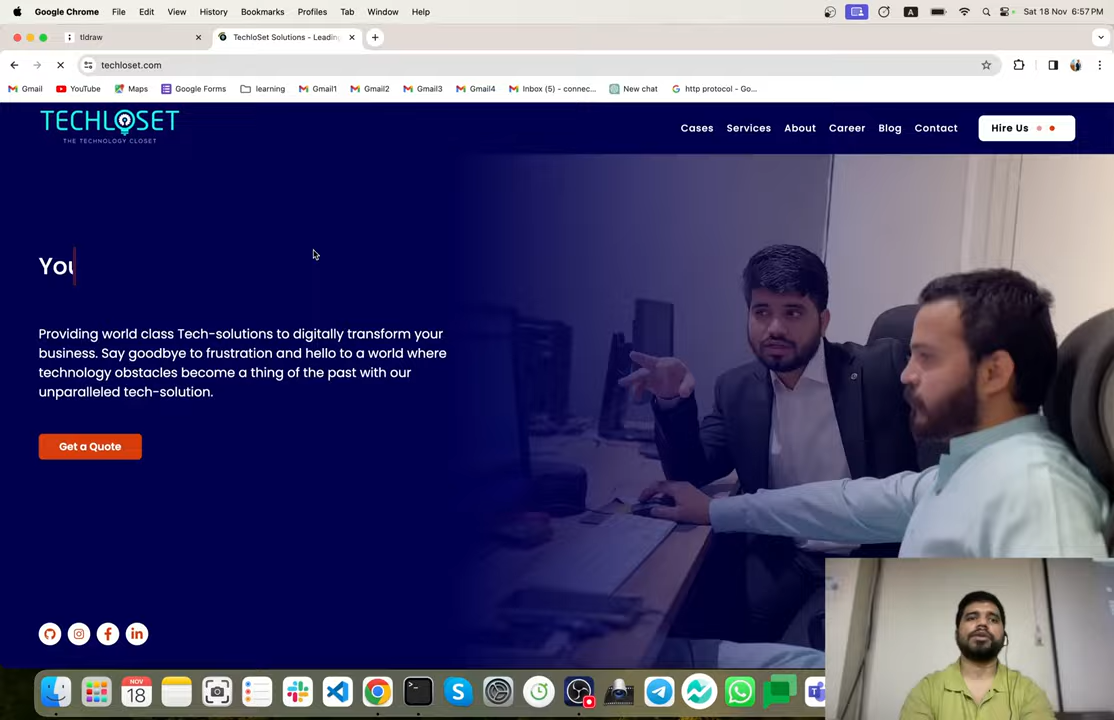 Google Chrome File Edit View History Bookmarks Profiles Tab Window Help A Sat 18 Nov 6:57 PM
tldraw TechloSet Solutions - Leadin
techloset.com
Gmail YouTube Maps Google Forms learning Gmail1 Gmail2 Gmail3 Gmail4 Inbox (5) - connec... New chat http protocol - Go...
TECHLOSET
THE TECHNOLOGY CLOSET
Cases Services About Career Blog Contact Hire Us
You
Providing world class Tech-solutions to digitally transform your
business. Say goodbye to frustration and hello to a world where
technology obstacles become a thing of the past with our
unparalleled tech-solution.
Get a Quote
NOV
18